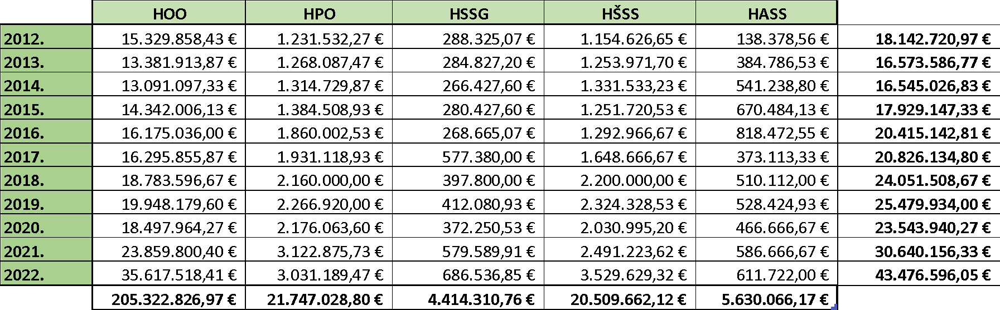 HOO HPO HSSG HŠSS HASS
2012. 15.329.858,43 € 1.231.532,27 € 288.325,07 € 1.154.626,65 € 138.378,56 € 18.142.720,97 €
2013. 13.381.913,87 € 1.268.087,47 € 284.827,20 € 1.253.971,70 € 384.786,53 € 16.573.586,77 €
2014. 13.091.097,33 € 1.314.729,87 € 266.427,60 € 1.331.533,23 € 541.238,80 € 16.545.026,83 €
2015. 14.342.006,13 € 1.384.508,93 € 280.427,60 € 1.251.720,53 € 670.484,13 € 17.929.147,33 €
2016. 16.175.036,00 € 1.860.002,53 € 268.665,07 € 1.292.966,67 € 818.472,55 € 20.415.142,81 €
2017. 16.295.855,87 € 1.931.118,93 € 577.380,00 € 1.648.666,67 € 373.113,33 € 20.826.134,80 €
2018. 18.783.596,67 € 2.160.000,00 € 397.800,00 € 2.200.000,00 € 510.112,00 € 24.051.508,67 €
2019. 19.948.179,60 € 2.266.920,00 € 412.080,93 € 2.324.328,53 € 528.424,93 € 25.479.934,00 €
2020. 18.497.964,27 € 2.176.063,60 € 372.250,53 € 2.030.995,20 € 466.666,67 € 23.543.940,27 €
2021. 23.859.800,40 € 3.122.875,73 € 579.589,91 € 2.491.223,62 € 586.666,67 € 30.640.156,33 €
2022. 35.617.518,41 € 3.031.189,47 € 686.536,85 € 3.529.629,32 € 611.722,00 € 43.476.596,05 €
205.322.826,97 € 21.747.028,80 € 4.414.310,76 € 20.509.662,12 € 5.630.066,17 €